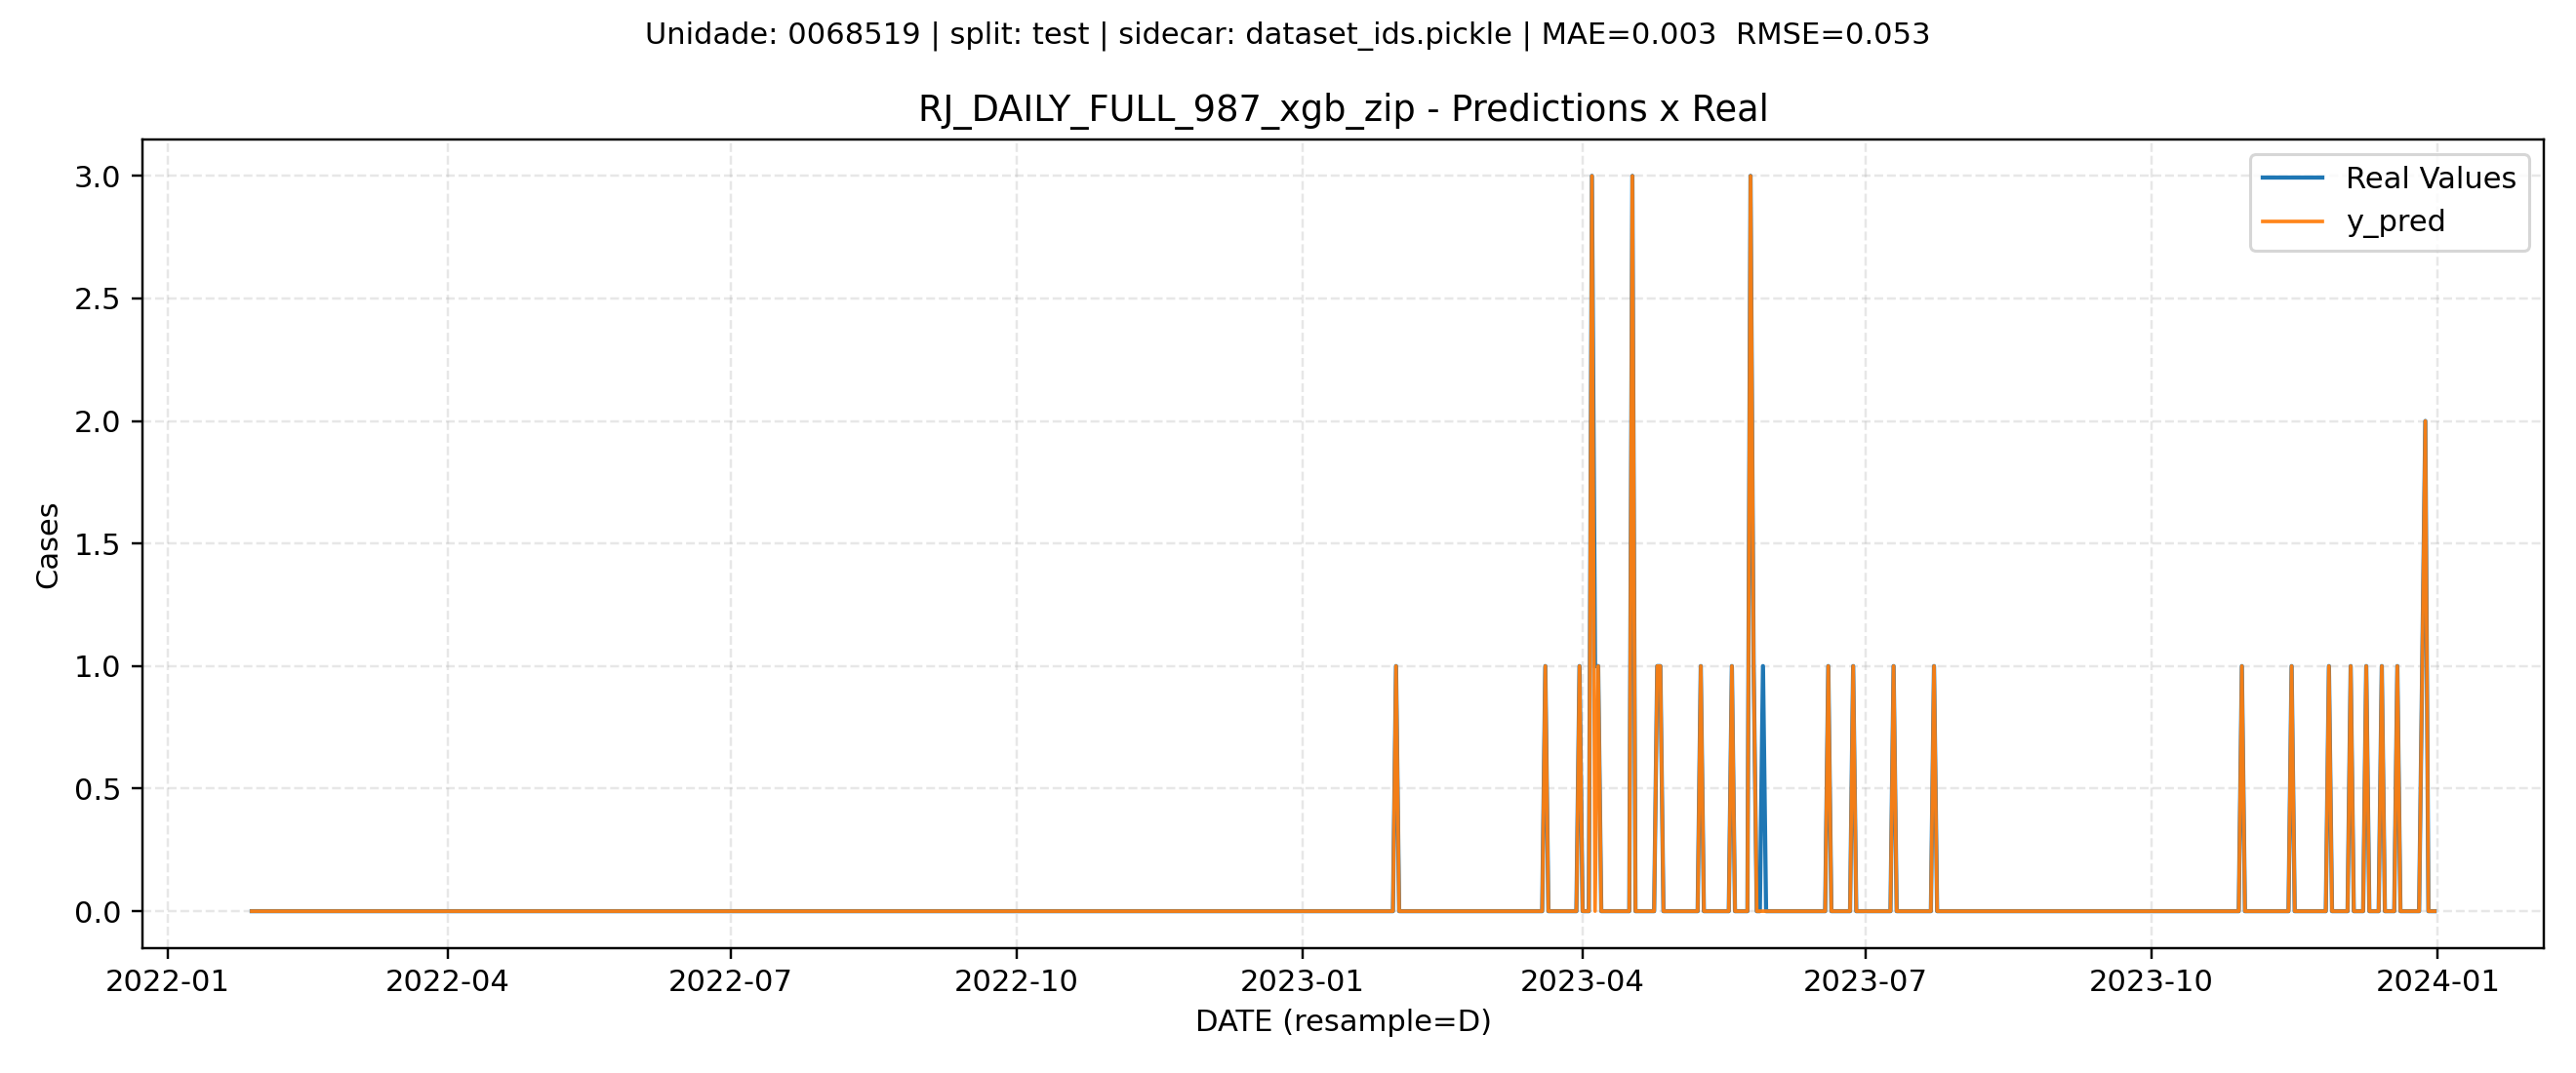 Unidade: 0068519 | split: test | sidecar: dataset_ids.pickle | MAE=0.003  RMSE=0.053
RJ_DAILY_FULL_987_xgb_zip - Predictions x Real
Real Values
y_pred
Cases
3.0
2.5
2.0
1.5
1.0
0.5
0.0
2022-01 2022-04 2022-07 2022-10 2023-01 2023-04 2023-07 2023-10 2024-01
DATE (resample=D)